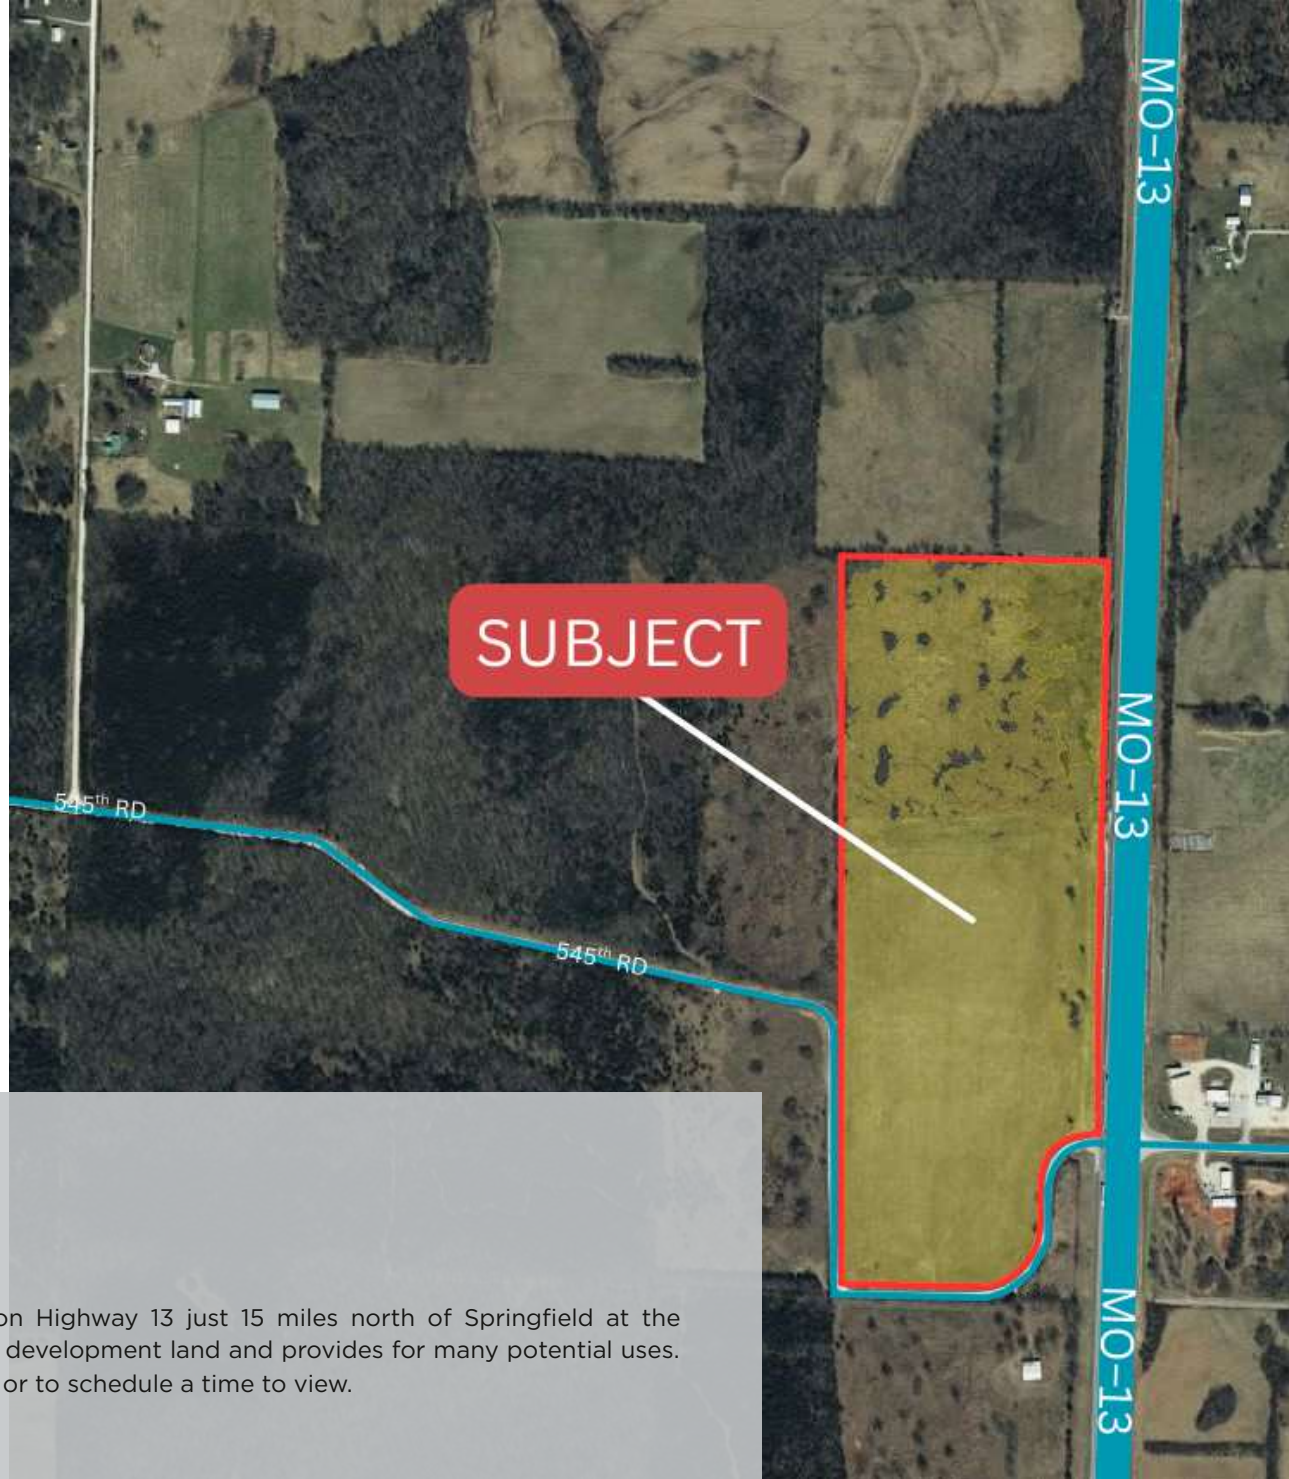 MO-13
SUBJECT
MO-13
545th RD
545th RD
on Highway 13 just 15 miles north of Springfield at the
development land and provides for many potential uses.
or to schedule a time to view.
MO-13